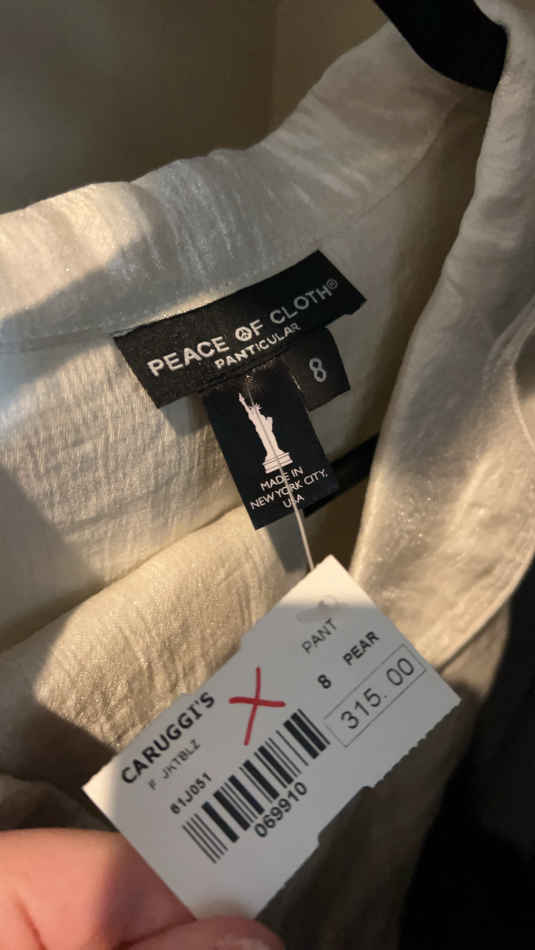 PEACE OF CLOTH®
PANTICULAR
8
MADE IN
NEW YORK CITY,
USA
PANT
8 PEAR
315.00
CARUGGI'S
F JKTBLZ
61J051
069910